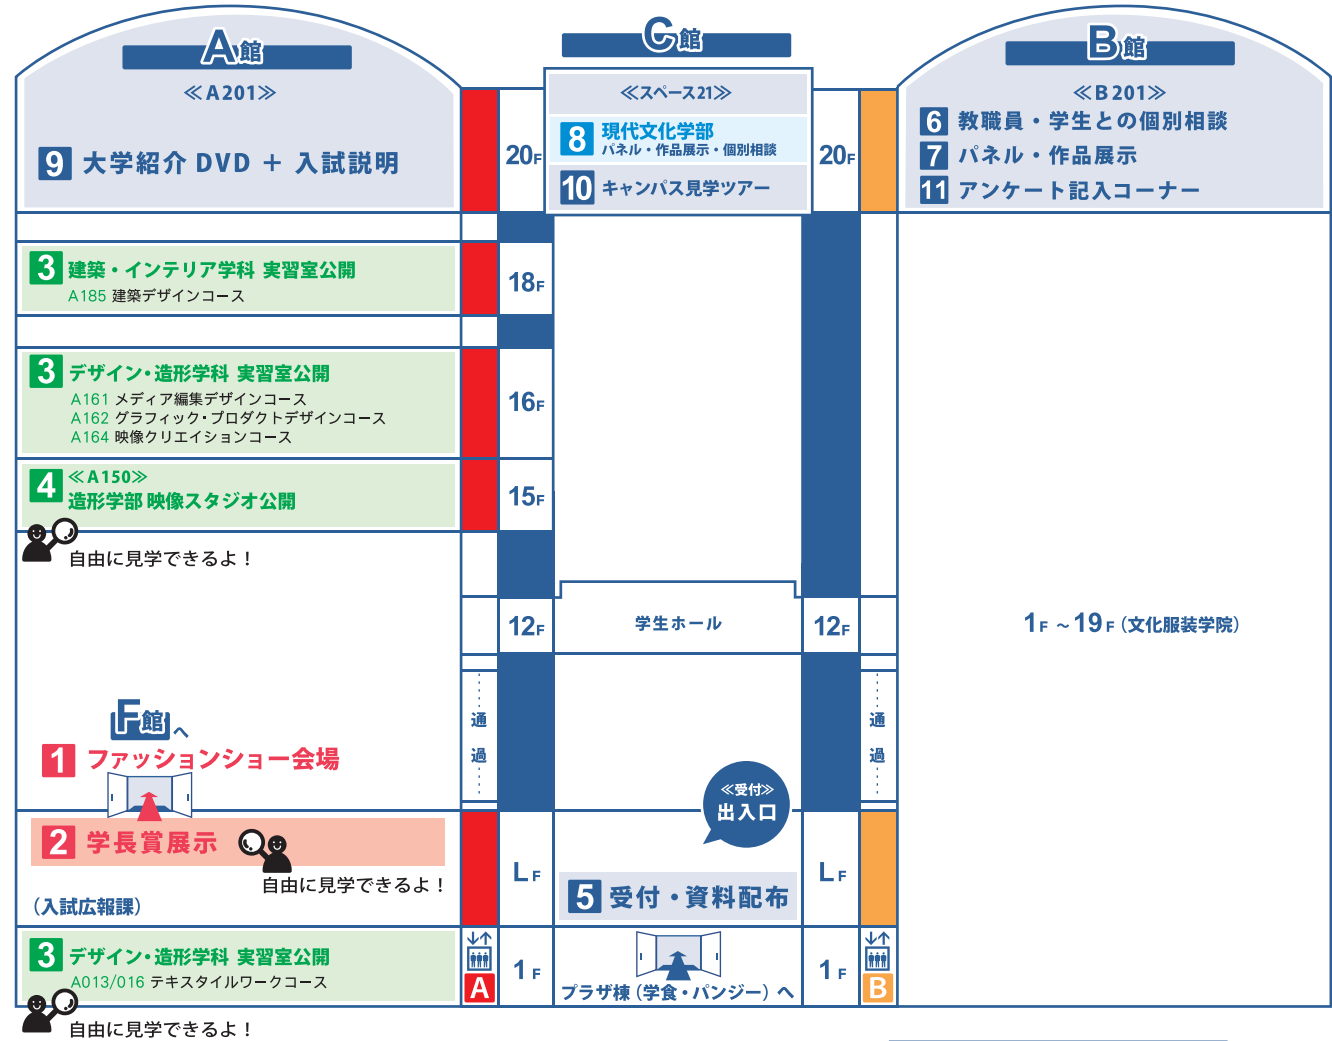 A館
≪A201≫
9 大学紹介 DVD + 入試説明
C館
≪スペース21≫
8 現代文化学部
パネル・作品展示・個別相談
10 キャンパス見学ツアー
20F
20F
B館
≪B201≫
6 教職員・学生との個別相談
7 パネル・作品展示
11 アンケート記入コーナー
3 建築・インテリア学科 実習室公開
A185 建築デザインコース
18F
3 デザイン・造形学科 実習室公開
A161 メディア編集デザインコース
A162 グラフィック・プロダクトデザインコース
A164 映像クリエイションコース
16F
4 ≪A150≫
造形学部 映像スタジオ公開
15F
自由に見学できるよ！
12F
学生ホール
12F
1F ～19F（文化服装学院）
通過
通過
F館へ
1 ファッションショー会場
≪受付≫
出入口
2 学長賞展示
自由に見学できるよ！
（入試広報課）
LF
5 受付・資料配布
LF
3 デザイン・造形学科 実習室公開
A013/016 テキスタイルワークコース
自由に見学できるよ！
A
1F
プラザ棟（学食・パンジー）へ
1F
B